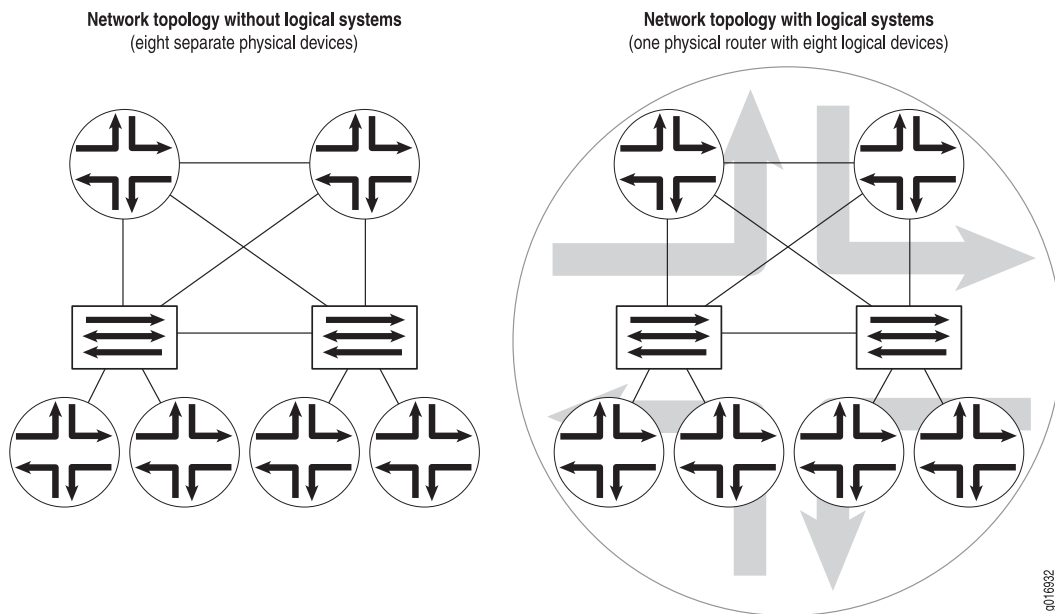 Network topology without logical systems
(eight separate physical devices)
Network topology with logical systems
(one physical router with eight logical devices)
g016932